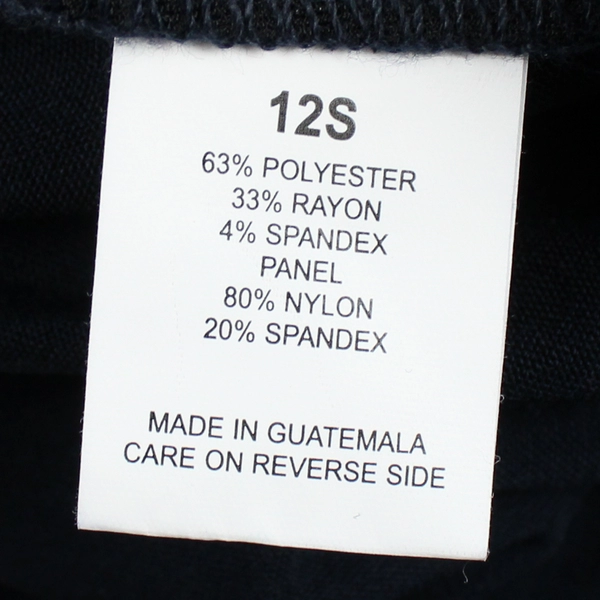 12S
63% POLYESTER
33% RAYON
4% SPANDEX
PANEL
80% NYLON
20% SPANDEX
MADE IN GUATEMALA
CARE ON REVERSE SIDE